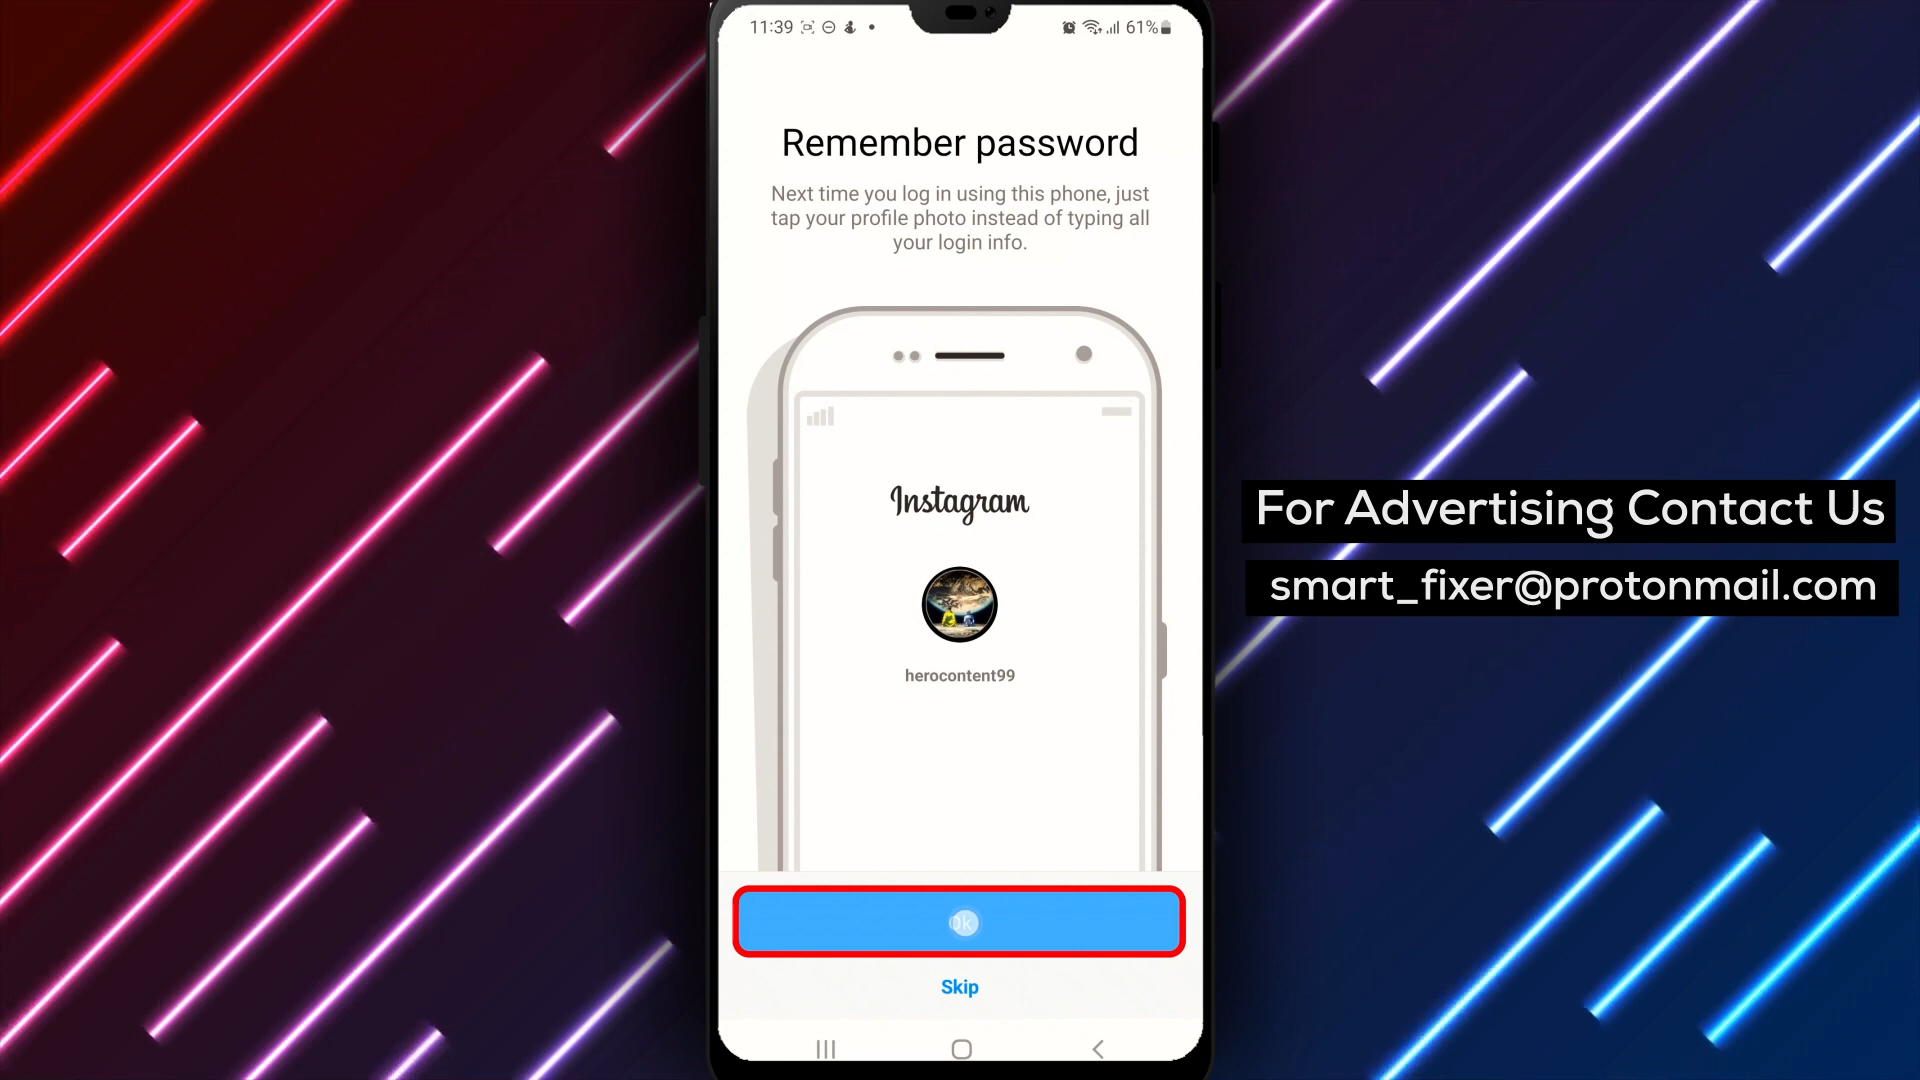 11:39
61%
Remember password
Next time you log in using this phone, just
tap your profile photo instead of typing all
your login info.
Instagram
herocontent99
Ok
Skip
For Advertising Contact Us
smart_fixer@protonmail.com